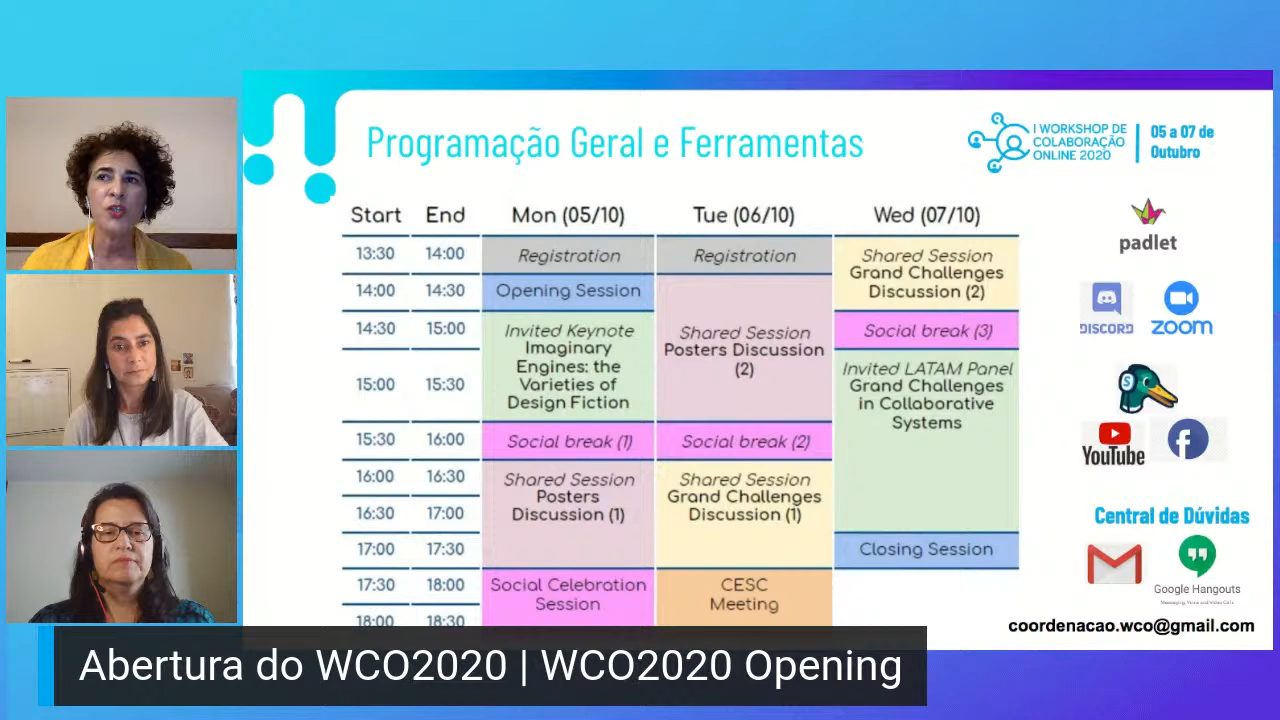 Programação Geral e Ferramentas
I WORKSHOP DE
COLABORAÇÃO
ONLINE 2020
05 a 07 de
Outubro
Start End Mon (05/10) Tue (06/10) Wed (07/10)
13:30 14:00 Registration Registration Shared Session
Grand Challenges
Discussion (2)
14:00 14:30 Opening Session
14:30 15:00 Invited Keynote
Imaginary
Engines: the
Varieties of
Design Fiction
Shared Session
Posters Discussion
(2)
Social break (3)
15:00 15:30
Invited LATAM Panel
Grand Challenges
in Collaborative
Systems
15:30 16:00 Social break (1) Social break (2)
16:00 16:30 Shared Session
Posters
Discussion (1)
Shared Session
Grand Challenges
Discussion (1)
16:30 17:00
17:00 17:30 Closing Session
17:30 18:00 Social Celebration
Session
CESC
Meeting
18:00 18:30
padlet
DISCORD
zoom
S
YouTube
Central de Dúvidas
Google Hangouts
coordenacao.wco@gmail.com
Abertura do WCO2020 | WCO2020 Opening